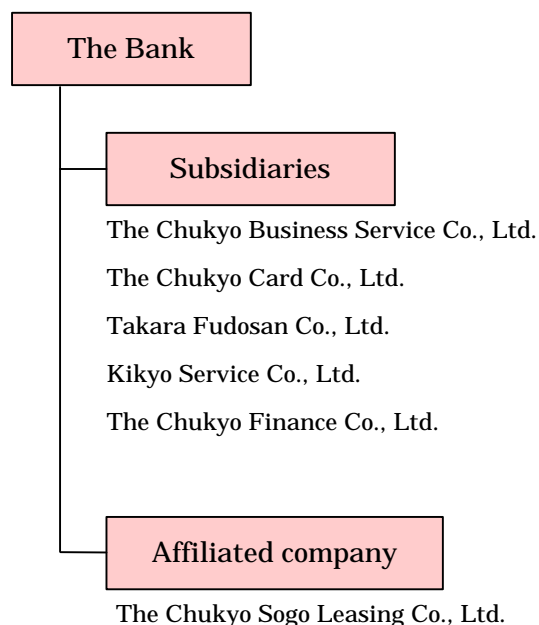 The Bank
Subsidiaries
The Chukyo Business Service Co., Ltd.
The Chukyo Card Co., Ltd.
Takara Fudosan Co., Ltd.
Kikyo Service Co., Ltd.
The Chukyo Finance Co., Ltd.
Affiliated company
The Chukyo Sogo Leasing Co., Ltd.